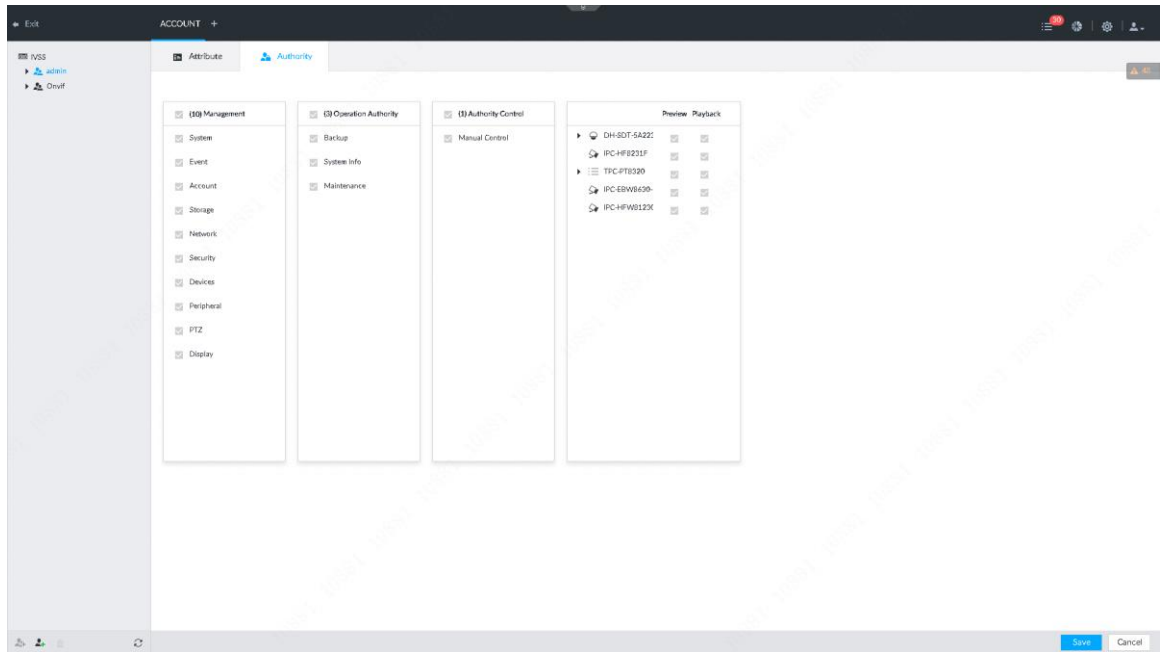 Exit
ACCOUNT +
30
IVSS
admin
Onvif
Attribute
Authority
(10) Management
System
Event
Account
Storage
Network
Security
Devices
Peripheral
PTZ
Display
(3) Operation Authority
Backup
System Info
Maintenance
(1) Authority Control
Manual Control
Preview Playback
DH-SDT-5A221
IPC-HF8231F
TPC-PT8320
IPC-EBW8630-
IPC-HFW8123
Save
Cancel